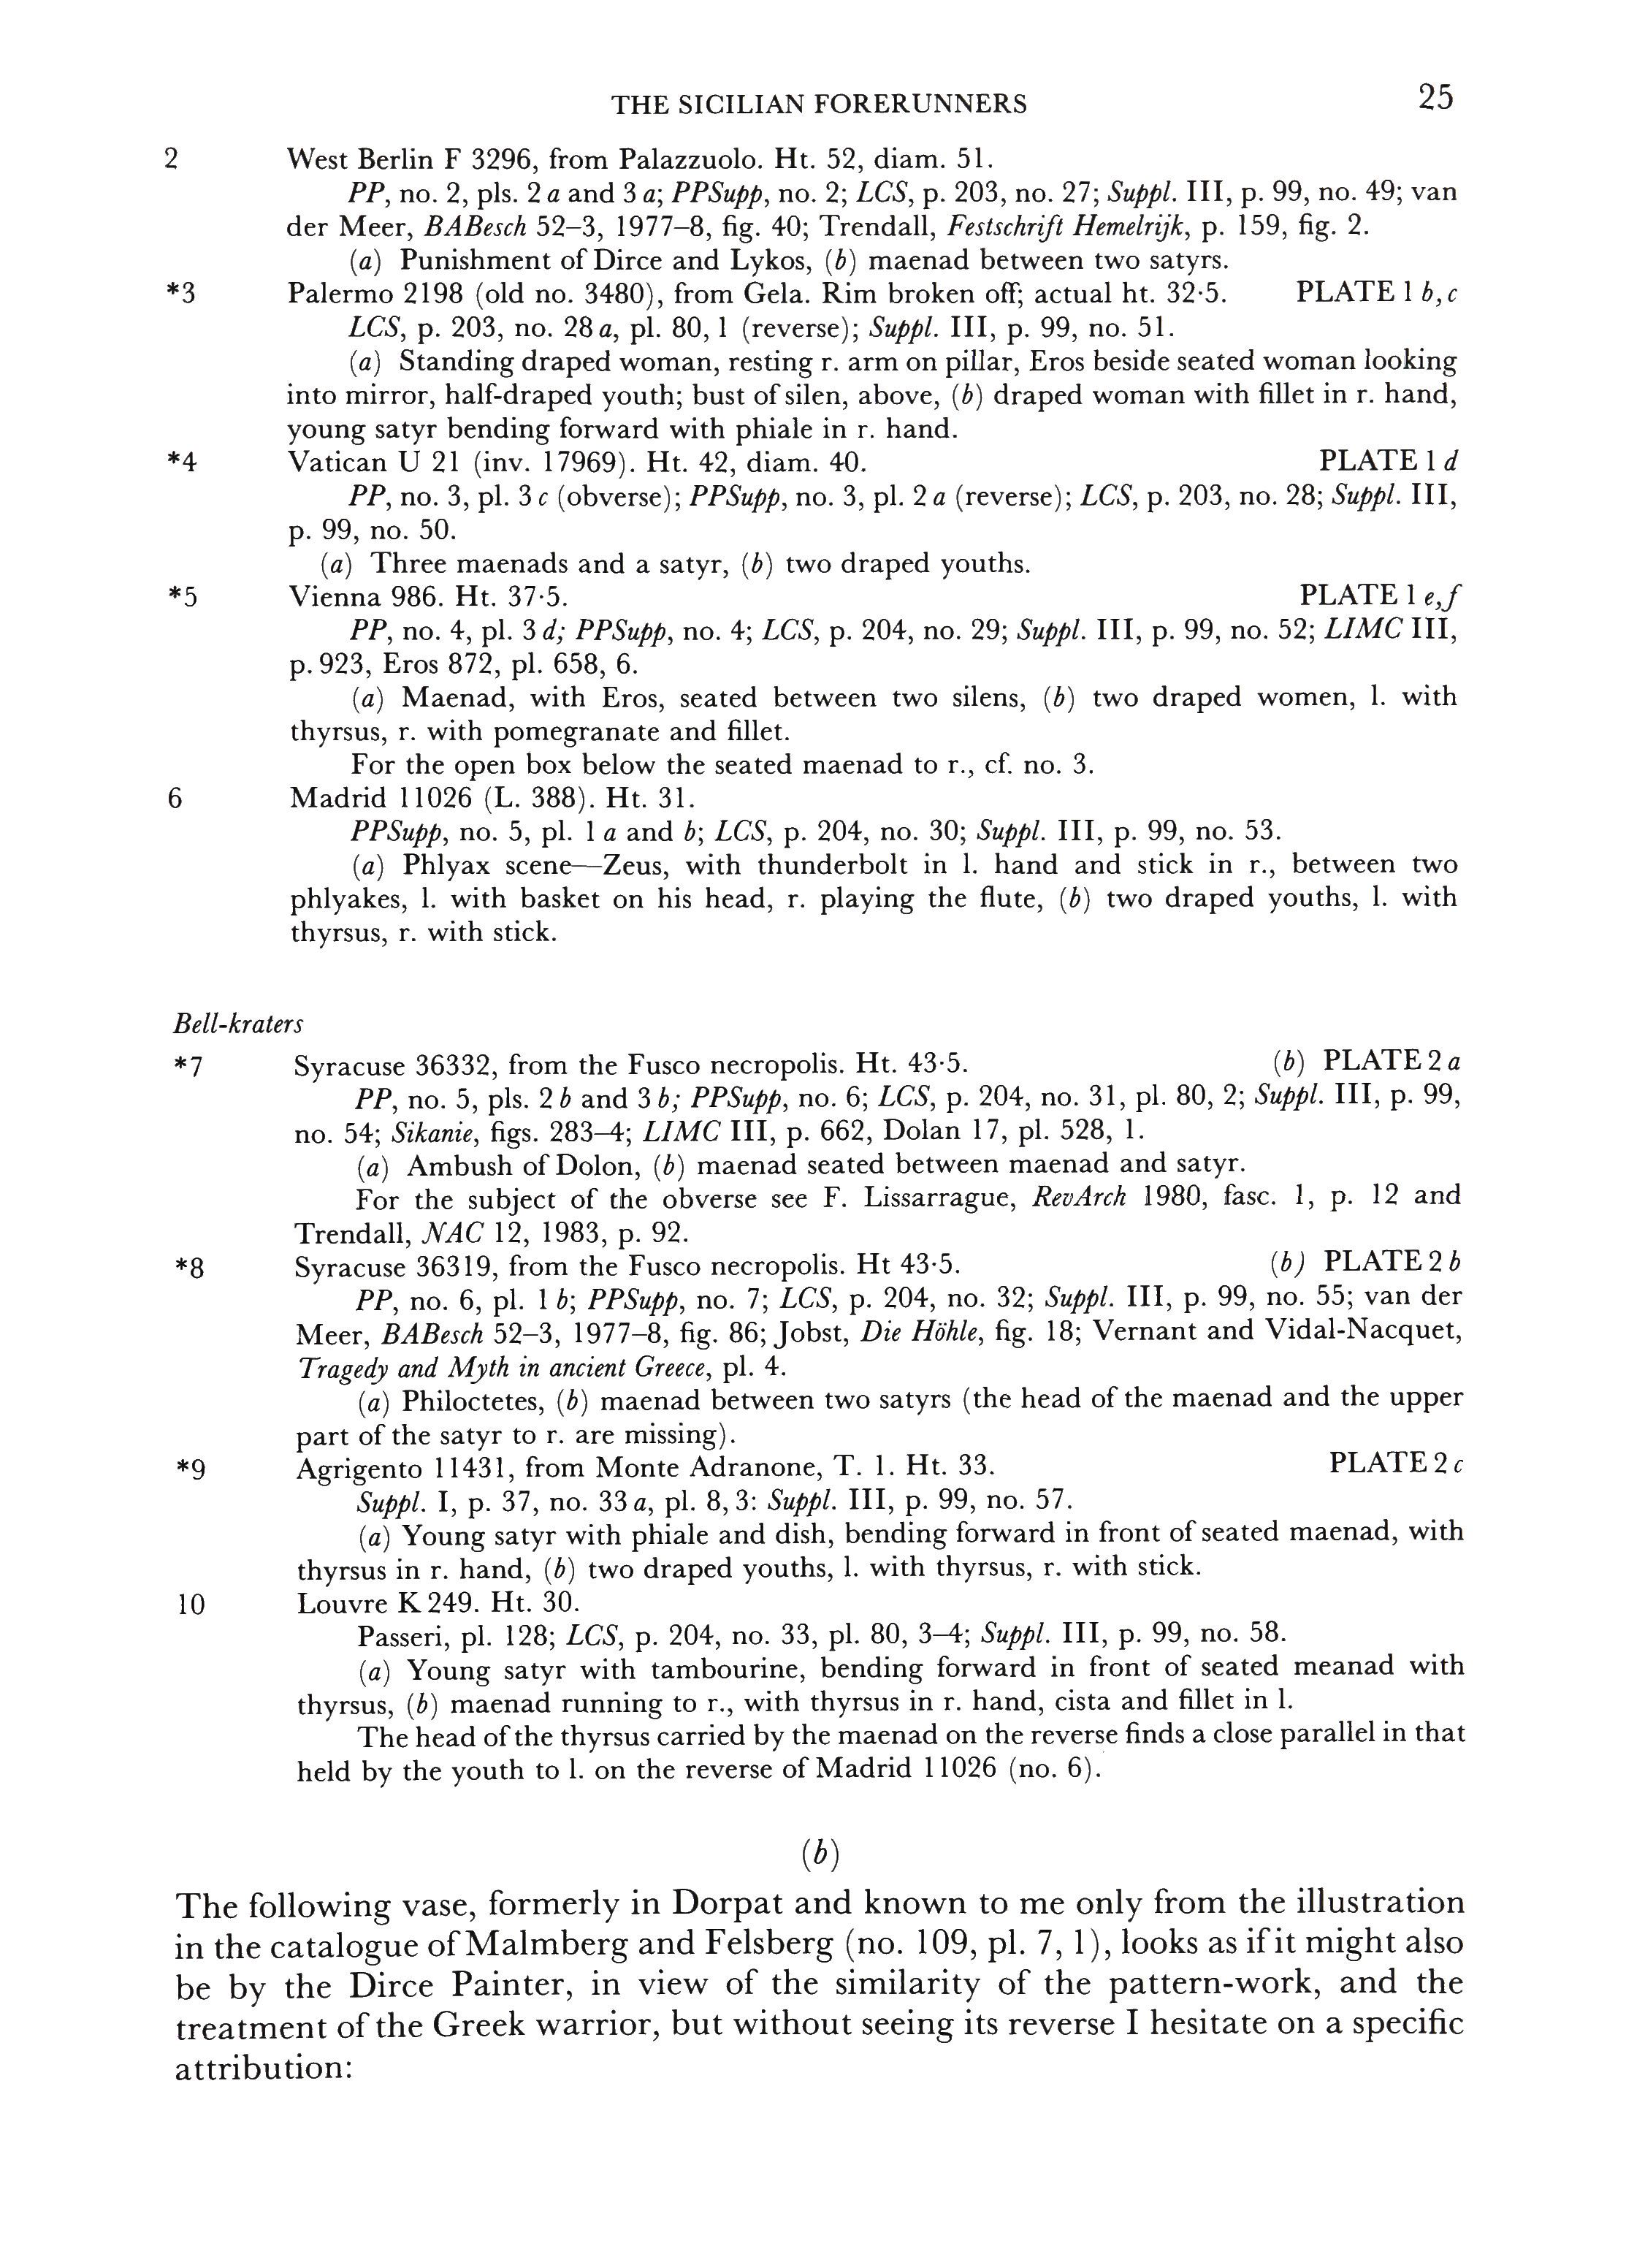 THE SICILIAN FORERUNNERS 25
2 West Berlin F 3296, from Palazzuolo. Ht. 52, diam. 51.
PP, no. 2, pls. 2 a and 3 a; PPSupp, no. 2; LCS, p. 203, no. 27; Suppl. III, p. 99, no. 49; van
der Meer, BABesch 52–3, 1977–8, fig. 40; Trendall, Festschrift Hemelrijk, p. 159, fig. 2.
(a) Punishment of Dirce and Lykos, (b) maenad between two satyrs.
*3 Palermo 2198 (old no. 3480), from Gela. Rim broken off; actual ht. 32·5. PLATE 1 b,c
LCS, p. 203, no. 28 a, pl. 80, 1 (reverse); Suppl. III, p. 99, no. 51.
(a) Standing draped woman, resting r. arm on pillar, Eros beside seated woman looking
into mirror, half-draped youth; bust of silen, above, (b) draped woman with fillet in r. hand,
young satyr bending forward with phiale in r. hand.
*4 Vatican U 21 (inv. 17969). Ht. 42, diam. 40. PLATE 1 d
PP, no. 3, pl. 3 c (obverse); PPSupp, no. 3, pl. 2 a (reverse); LCS, p. 203, no. 28; Suppl. III,
p. 99, no. 50.
(a) Three maenads and a satyr, (b) two draped youths.
*5 Vienna 986. Ht. 37·5. PLATE 1 e,f
PP, no. 4, pl. 3 d; PPSupp, no. 4; LCS, p. 204, no. 29; Suppl. III, p. 99, no. 52; LIMC III,
p. 923, Eros 872, pl. 658, 6.
(a) Maenad, with Eros, seated between two silens, (b) two draped women, l. with
thyrsus, r. with pomegranate and fillet.
For the open box below the seated maenad to r., cf. no. 3.
6 Madrid 11026 (L. 388). Ht. 31.
PPSupp, no. 5, pl. 1 a and b; LCS, p. 204, no. 30; Suppl. III, p. 99, no. 53.
(a) Phlyax scene—Zeus, with thunderbolt in l. hand and stick in r., between two
phlyakes, l. with basket on his head, r. playing the flute, (b) two draped youths, l. with
thyrsus, r. with stick.
Bell-kraters
*7 Syracuse 36332, from the Fusco necropolis. Ht. 43·5. (b) PLATE 2 a
PP, no. 5, pls. 2 b and 3 b; PPSupp, no. 6; LCS, p. 204, no. 31, pl. 80, 2; Suppl. III, p. 99,
no. 54; Sikanie, figs. 283–4; LIMC III, p. 662, Dolan 17, pl. 528, 1.
(a) Ambush of Dolon, (b) maenad seated between maenad and satyr.
For the subject of the obverse see F. Lissarrague, RevArch 1980, fasc. 1, p. 12 and
Trendall, NAC 12, 1983, p. 92.
*8 Syracuse 36319, from the Fusco necropolis. Ht 43·5. (b) PLATE 2 b
PP, no. 6, pl. 1 b; PPSupp, no. 7; LCS, p. 204, no. 32; Suppl. III, p. 99, no. 55; van der
Meer, BABesch 52–3, 1977–8, fig. 86; Jobst, Die Höhle, fig. 18; Vernant and Vidal-Nacquet,
Tragedy and Myth in ancient Greece, pl. 4.
(a) Philoctetes, (b) maenad between two satyrs (the head of the maenad and the upper
part of the satyr to r. are missing).
*9 Agrigento 11431, from Monte Adranone, T. 1. Ht. 33. PLATE 2 c
Suppl. I, p. 37, no. 33 a, pl. 8, 3: Suppl. III, p. 99, no. 57.
(a) Young satyr with phiale and dish, bending forward in front of seated maenad, with
thyrsus in r. hand, (b) two draped youths, l. with thyrsus, r. with stick.
10 Louvre K 249. Ht. 30.
Passeri, pl. 128; LCS, p. 204, no. 33, pl. 80, 3–4; Suppl. III, p. 99, no. 58.
(a) Young satyr with tambourine, bending forward in front of seated meanad with
thyrsus, (b) maenad running to r., with thyrsus in r. hand, cista and fillet in l.
The head of the thyrsus carried by the maenad on the reverse finds a close parallel in that
held by the youth to l. on the reverse of Madrid 11026 (no. 6).
(b)
The following vase, formerly in Dorpat and known to me only from the illustration
in the catalogue of Malmberg and Felsberg (no. 109, pl. 7, 1), looks as if it might also
be by the Dirce Painter, in view of the similarity of the pattern-work, and the
treatment of the Greek warrior, but without seeing its reverse I hesitate on a specific
attribution: